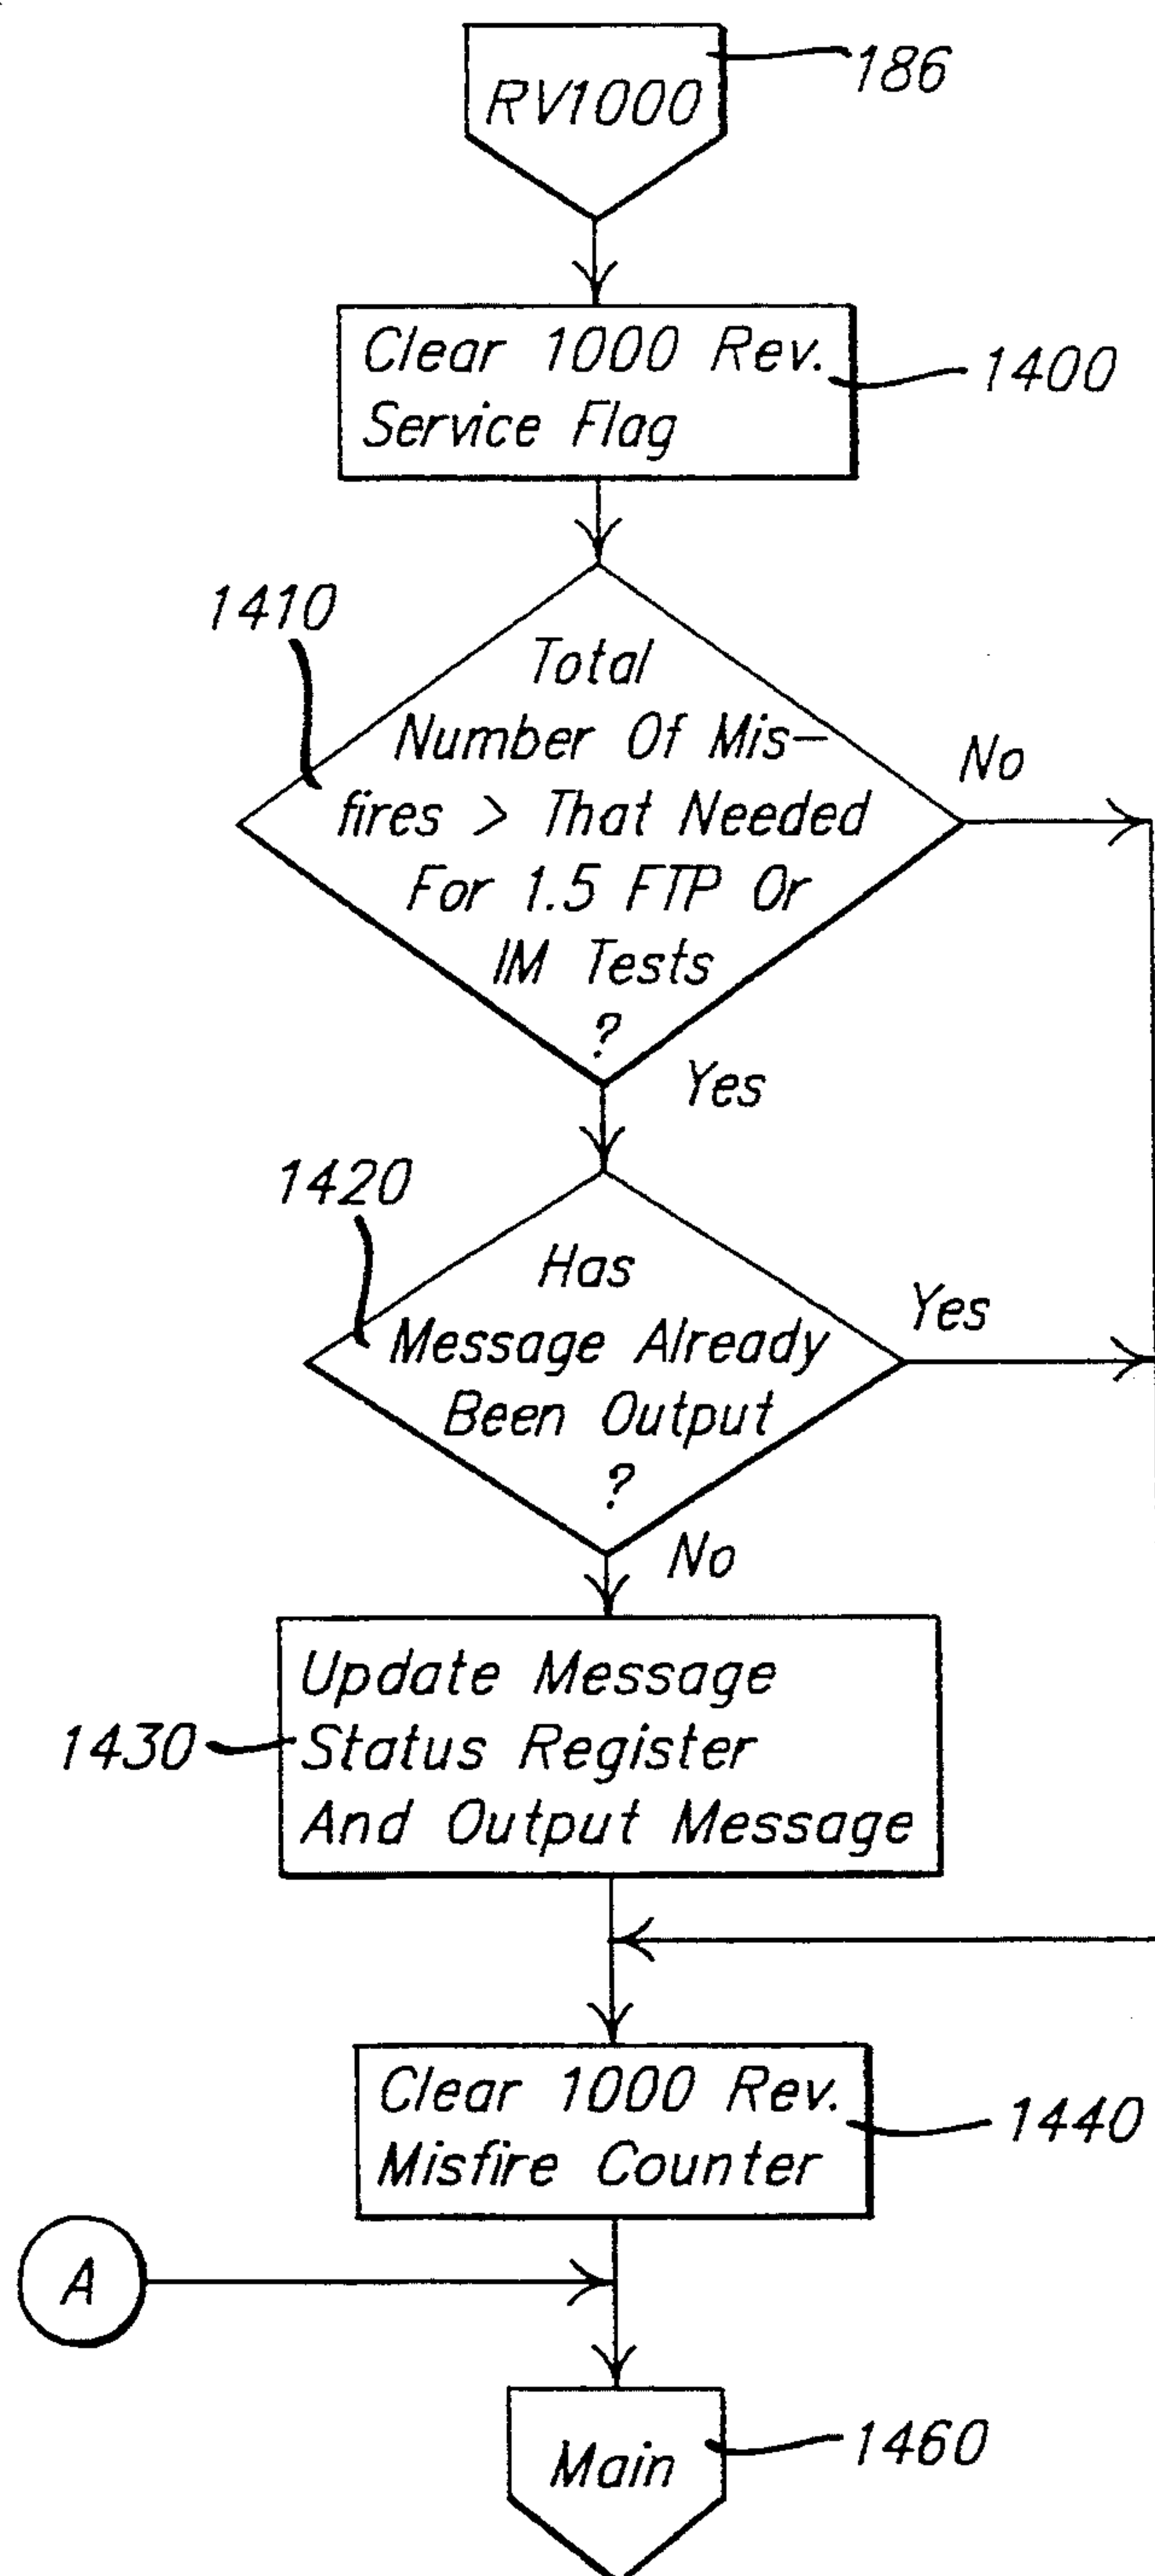 RV1000
186
Clear 1000 Rev.
Service Flag
1400
1410
Total
Number Of Mis-
fires > That Needed
For 1.5 FTP Or
IM Tests
?
No
Yes
1420
Has
Message Already
Been Output
?
Yes
No
Update Message
Status Register
And Output Message
1430
Clear 1000 Rev.
Misfire Counter
1440
A
Main
1460